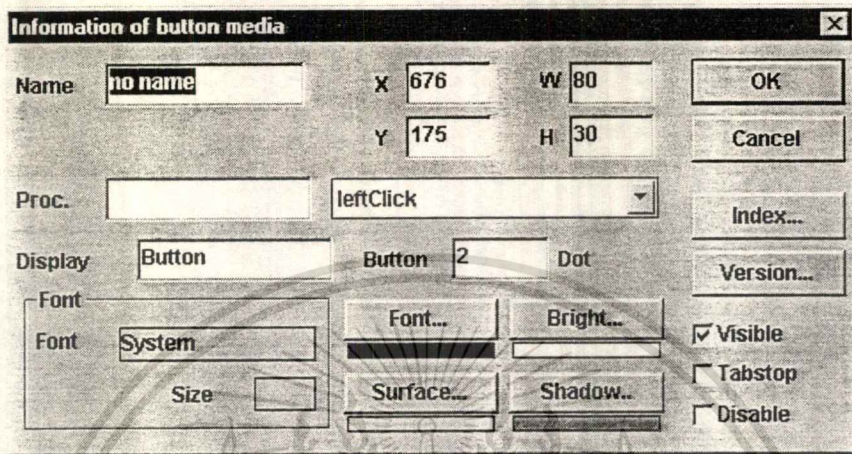 Information of button media
Name no name X 676 W 80 OK
Y 175 H 30 Cancel
Proc. leftClick Index...
Display Button Button 2 Dot Version...
Font Font... Bright... Visible
Font System Tabstop
Size Surface... Shadow.. Disable